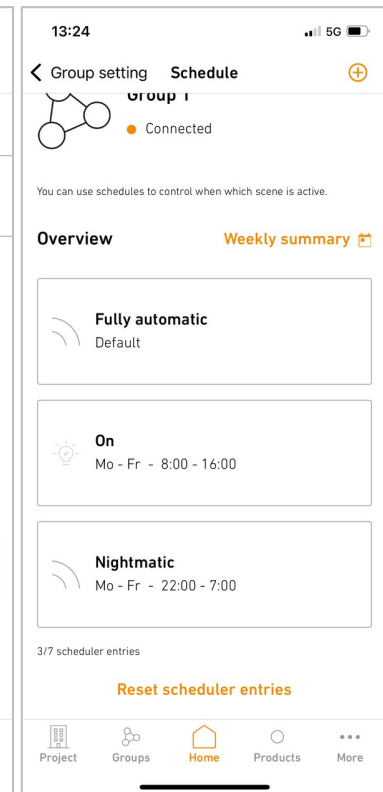 13:24
5G
Group setting Schedule
Group 1
Connected
You can use schedules to control when which scene is active.
Overview Weekly summary
Fully automatic
Default
On
Mo - Fr - 8:00 - 16:00
Nightmatic
Mo - Fr - 22:00 - 7:00
3/7 scheduler entries
Reset scheduler entries
Project Groups Home Products More